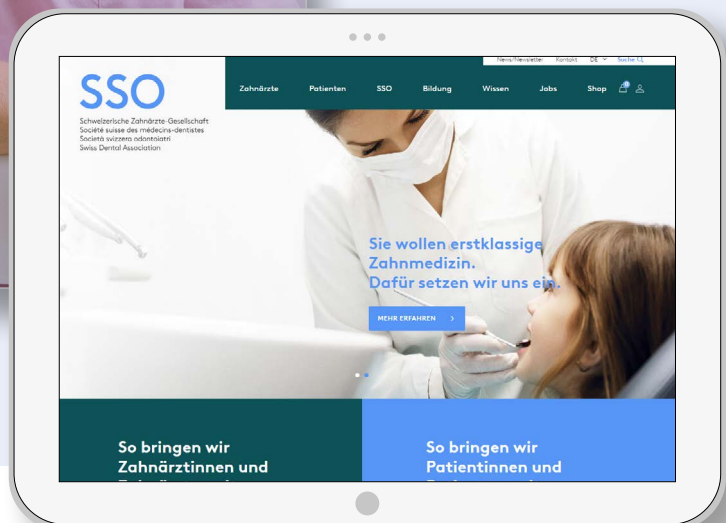 News/Newsletter Kontakt DE Suche
SSO
Zahnärzte Patienten SSO Bildung Wissen Jobs Shop
Schweizerische Zahnärzte-Gesellschaft
Société suisse des médecins-dentistes
Società svizzera odontoiatri
Swiss Dental Association
Sie wollen erstklassige
Zahnmedizin.
Dafür setzen wir uns ein.
MEHR ERFAHREN
So bringen wir
Zahnärztinnen und
So bringen wir
Patientinnen und